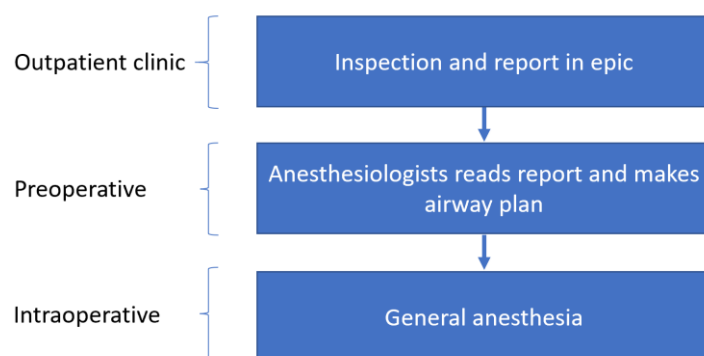 Outpatient clinic
Inspection and report in epic
Preoperative
Anesthesiologists reads report and makes
airway plan
Intraoperative
General anesthesia